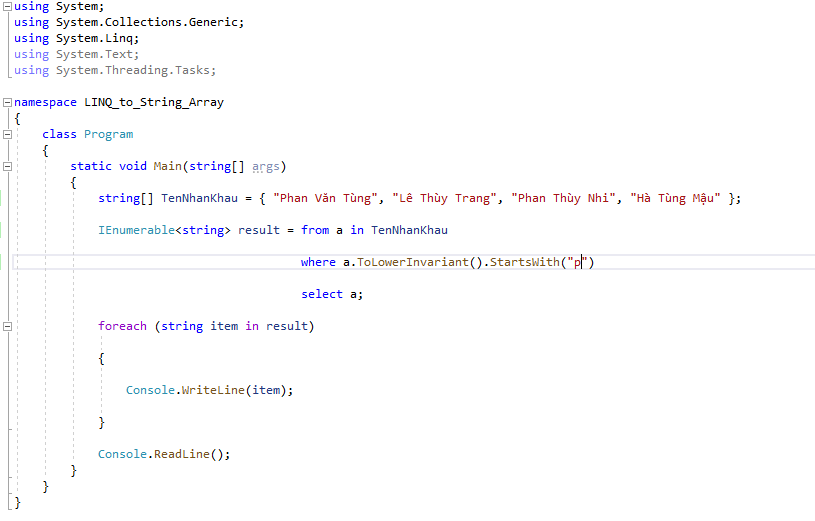 using System;
using System.Collections.Generic;
using System.Linq;
using System.Text;
using System.Threading.Tasks;
namespace LINQ_to_String_Array
{
class Program
{
static void Main(string[] args)
{
string[] TenNhanKhau = { "Phan Văn Tùng", "Lê Thùy Trang", "Phan Thùy Nhi", "Hà Tùng Mậu" };
IEnumerable<string> result = from a in TenNhanKhau
where a.ToLowerInvariant().StartsWith("p")
select a;
foreach (string item in result)
{
Console.WriteLine(item);
}
Console.ReadLine();
}
}
}